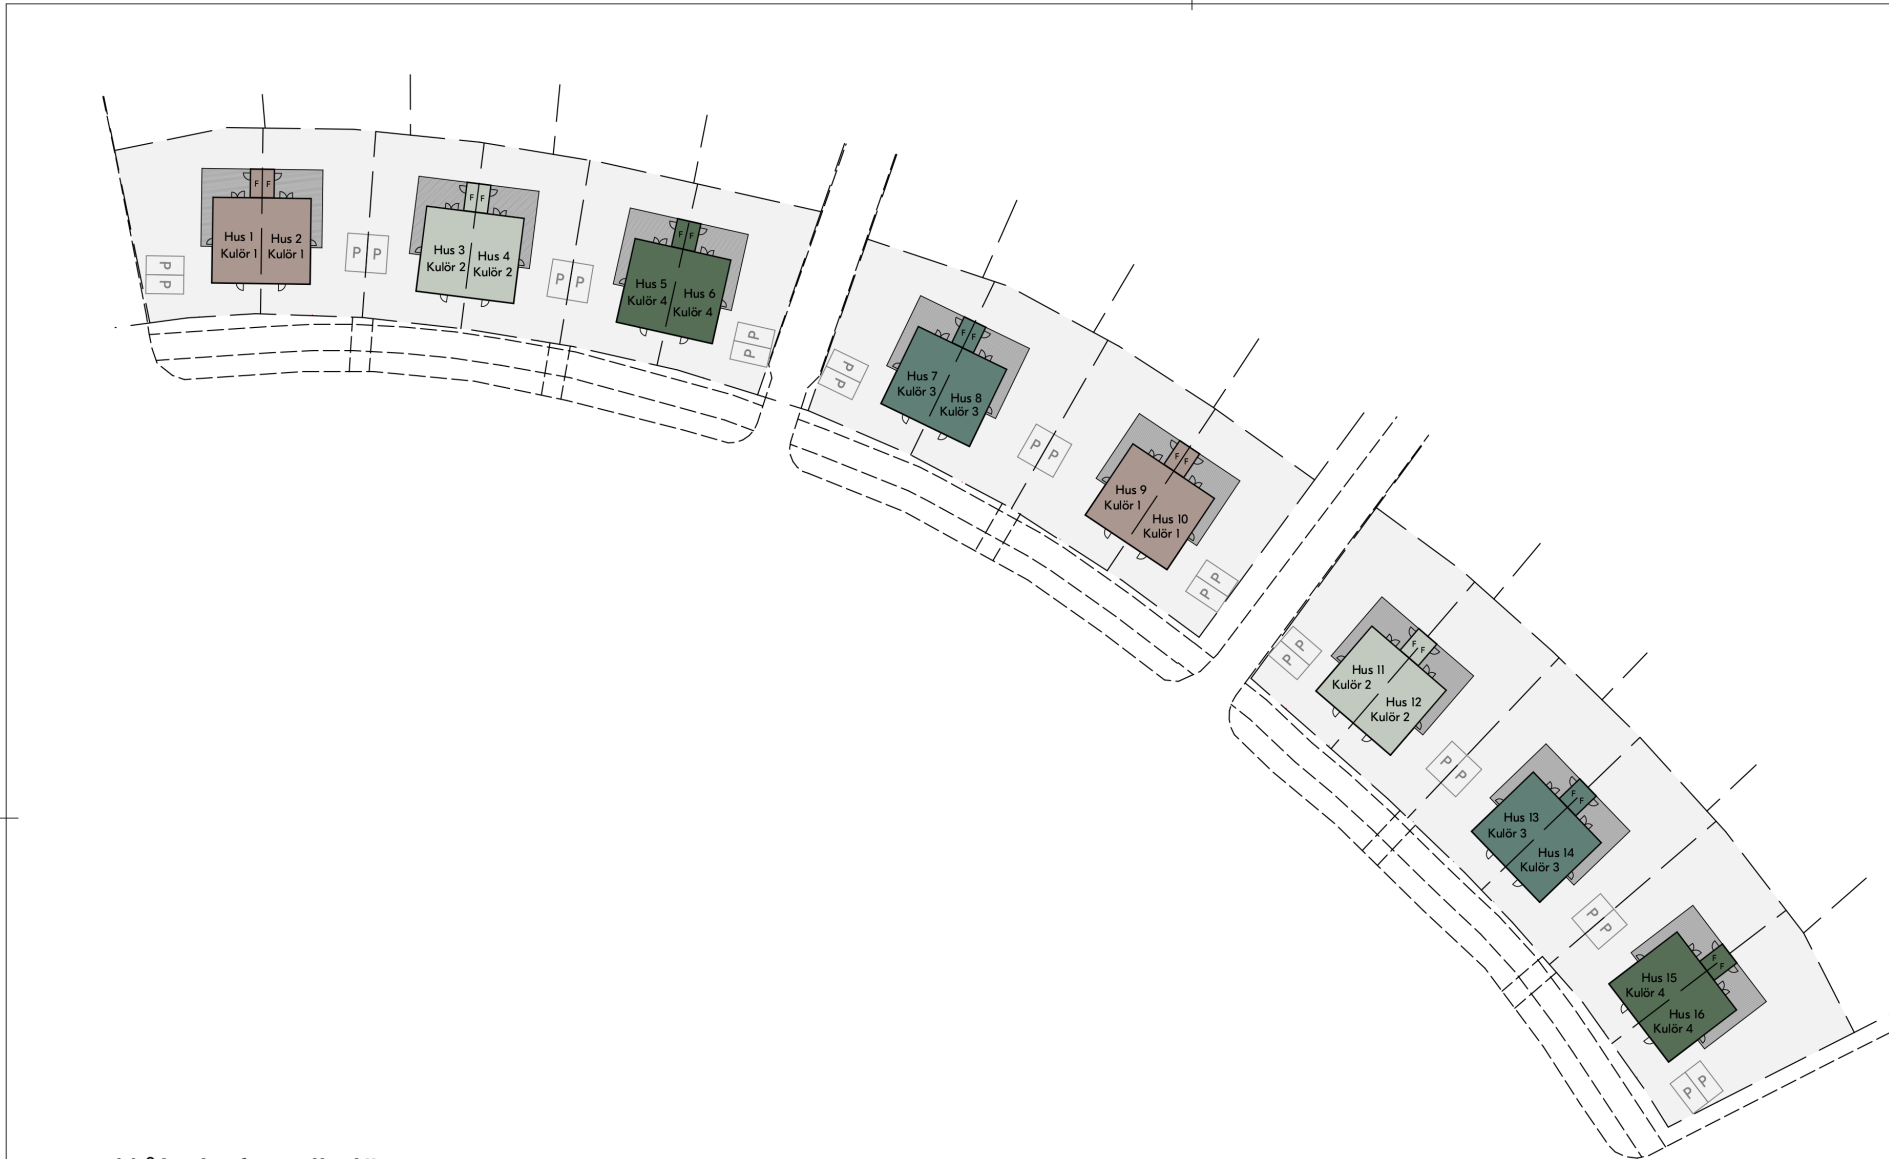 F F
Hus 1
Kulör 1
Hus 2
Kulör 1
P
P
P P
F F
Hus 3
Kulör 2
Hus 4
Kulör 2
P P
F F
Hus 5
Kulör 4
Hus 6
Kulör 4
P
P
P
P
F F
Hus 7
Kulör 3
Hus 8
Kulör 3
P P
F F
Hus 9
Kulör 1
Hus 10
Kulör 1
P
P
P
P
F F
Hus 11
Kulör 2
Hus 12
Kulör 2
P P
F F
Hus 13
Kulör 3
Hus 14
Kulör 3
P P
F F
Hus 15
Kulör 4
Hus 16
Kulör 4
P P